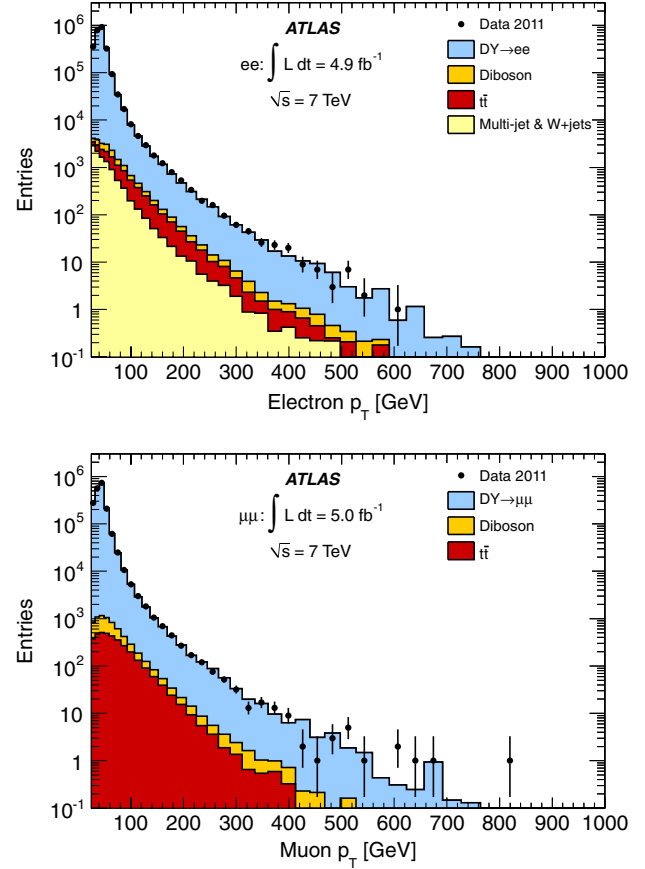 ATLAS
ee: ∫ L dt = 4.9 fb⁻¹
√s = 7 TeV
Data 2011
DY→ee
Diboson
tt̄
Multi-jet & W+jets
Entries
10⁶
10⁵
10⁴
10³
10²
10
1
10⁻¹
100 200 300 400 500 600 700 800 900 1000
Electron p_T [GeV]
ATLAS
μμ: ∫ L dt = 5.0 fb⁻¹
√s = 7 TeV
Data 2011
DY→μμ
Diboson
tt̄
Entries
10⁶
10⁵
10⁴
10³
10²
10
1
10⁻¹
100 200 300 400 500 600 700 800 900 1000
Muon p_T [GeV]